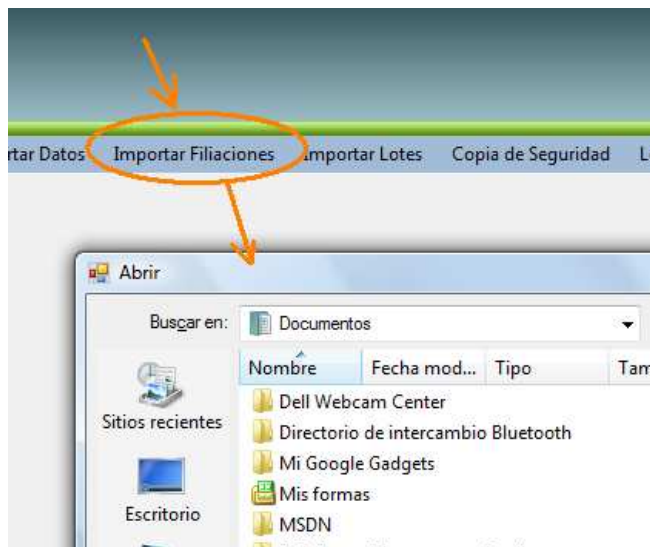 rtar Datos Importar Filiaciones Importar Lotes Copia de Seguridad L
Abrir
Buscar en: Documentos
Nombre Fecha mod... Tipo Tam
Sitios recientes
Dell Webcam Center
Directorio de intercambio Bluetooth
Mi Google Gadgets
Mis formas
Escritorio
MSDN